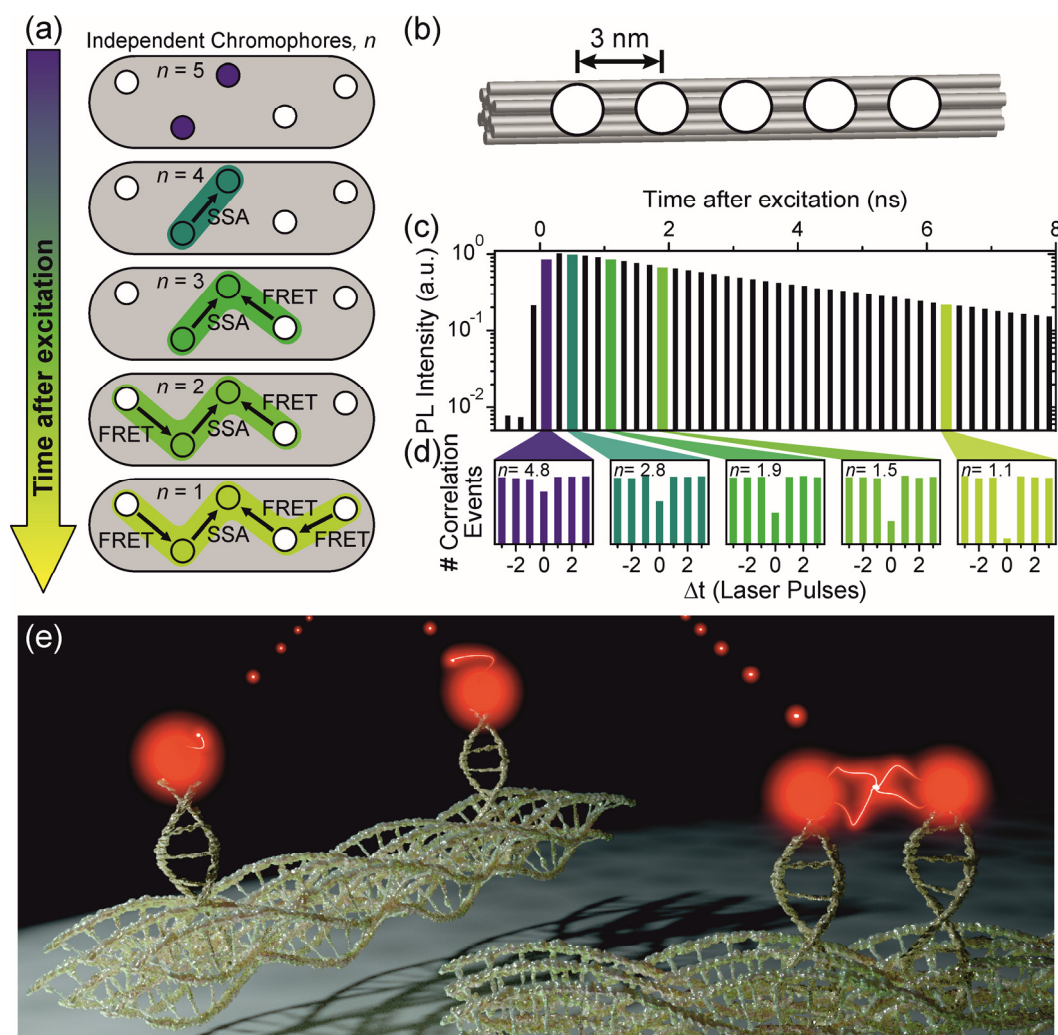 (a)
Independent Chromophores, n
n = 5
n = 4
SSA
n = 3
FRET
SSA
n = 2
FRET
FRET
SSA
n = 1
FRET
SSA
FRET
Time after excitation
(b)
3 nm
Time after excitation (ns)
0 2 4 6 8
(c)
PL Intensity (a.u.)
10⁰
10⁻¹
10⁻²
(d)
# Correlation
Events
n= 4.8
n= 2.8
n= 1.9
n= 1.5
n= 1.1
-2 0 2
-2 0 2
-2 0 2
-2 0 2
-2 0 2
Δt (Laser Pulses)
(e)